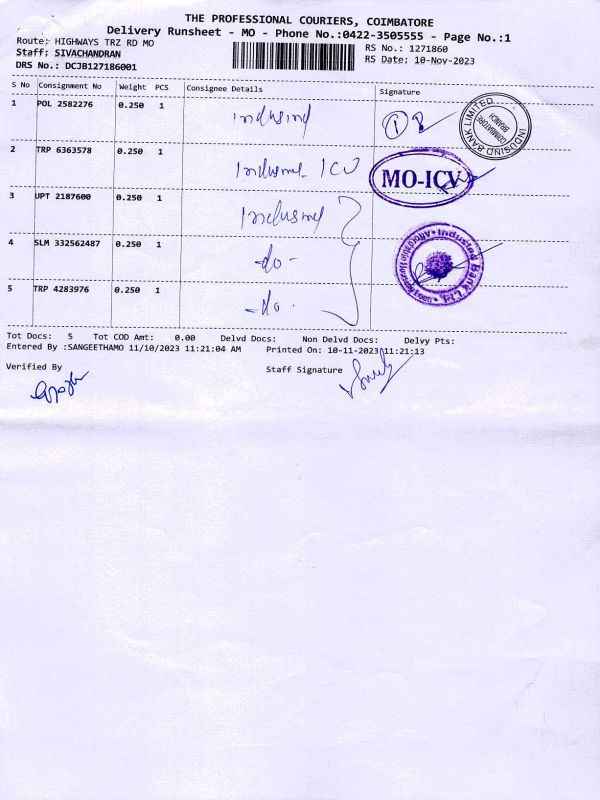 THE PROFESSIONAL COURIERS, COIMBATORE
Delivery Runsheet - MO - Phone No.:0422-3505555 - Page No.:1
Route: HIGHWAYS TRZ RD MO
RS No.: 1271860
Staff: SIVACHANDRAN
RS Date: 10-Nov-2023
DRS No.: DCJB127186001
S No Consignment No Weight PCS Consignee Details Signature
1 POL 2582276 0.250 1 Indusind
INDUSIND BANK LIMITED
COIMBATORE BRANCH
2 TRP 6363578 0.250 1 Indusind ICV
MO-ICV
3 UPT 2187600 0.250 1 Indusind
4 SLM 332562487 0.250 1 -do-
IndusInd Bank Ltd.
5 TRP 4283976 0.250 1 -do.
Tot Docs: 5 Tot COD Amt: 0.00 Delvd Docs: Non Delvd Docs: Delvy Pts:
Entered By :SANGEETHAMO 11/10/2023 11:21:04 AM Printed On: 10-11-2023 11:21:13
Verified By Staff Signature